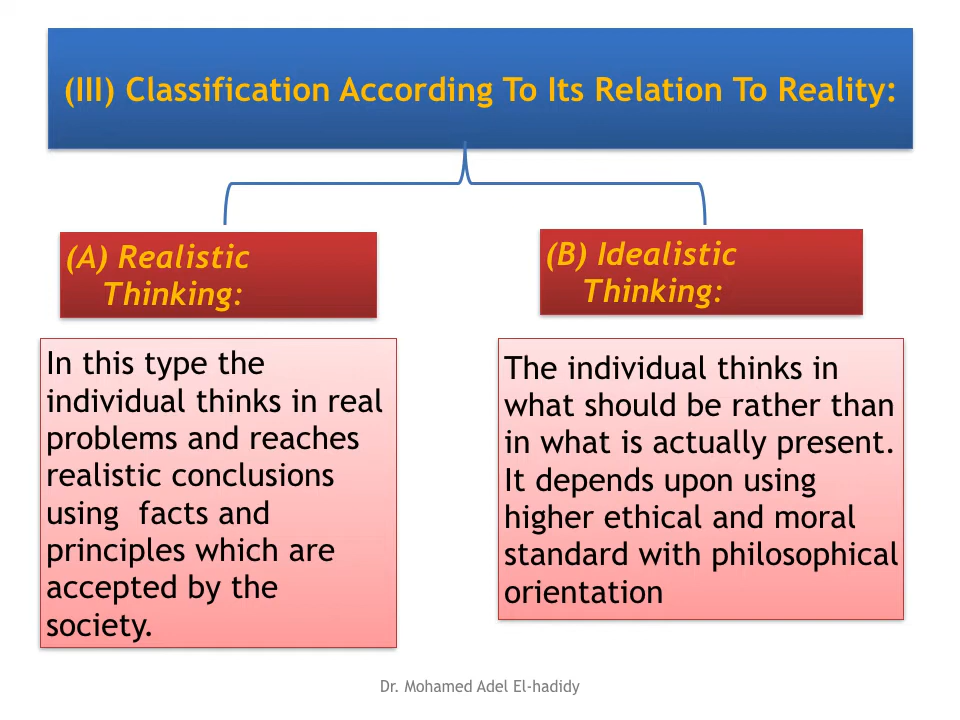 (III) Classification According To Its Relation To Reality:
(A) Realistic
Thinking:
In this type the
individual thinks in real
problems and reaches
realistic conclusions
using  facts and
principles which are
accepted by the
society.
(B) Idealistic
Thinking:
The individual thinks in
what should be rather than
in what is actually present.
It depends upon using
higher ethical and moral
standard with philosophical
orientation
Dr. Mohamed Adel El-hadidy